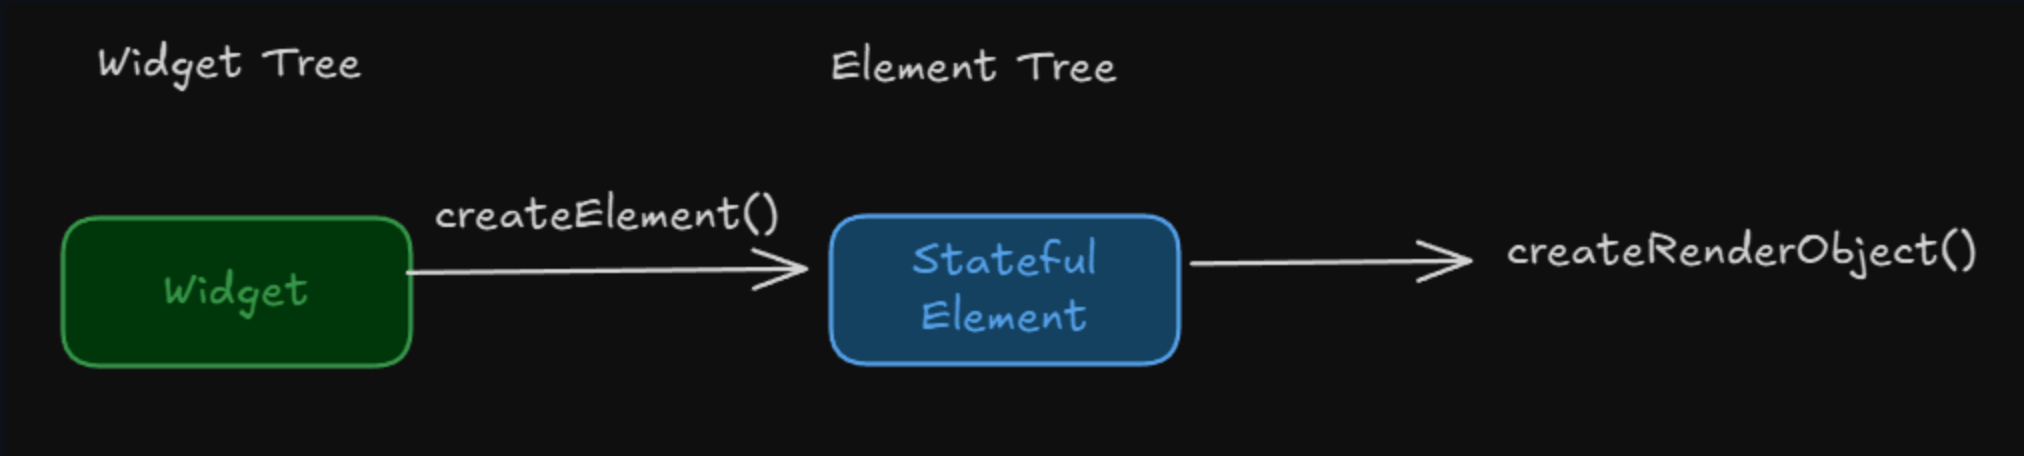 Widget Tree
Element Tree
createElement()
Widget
Stateful
Element
createRenderObject()